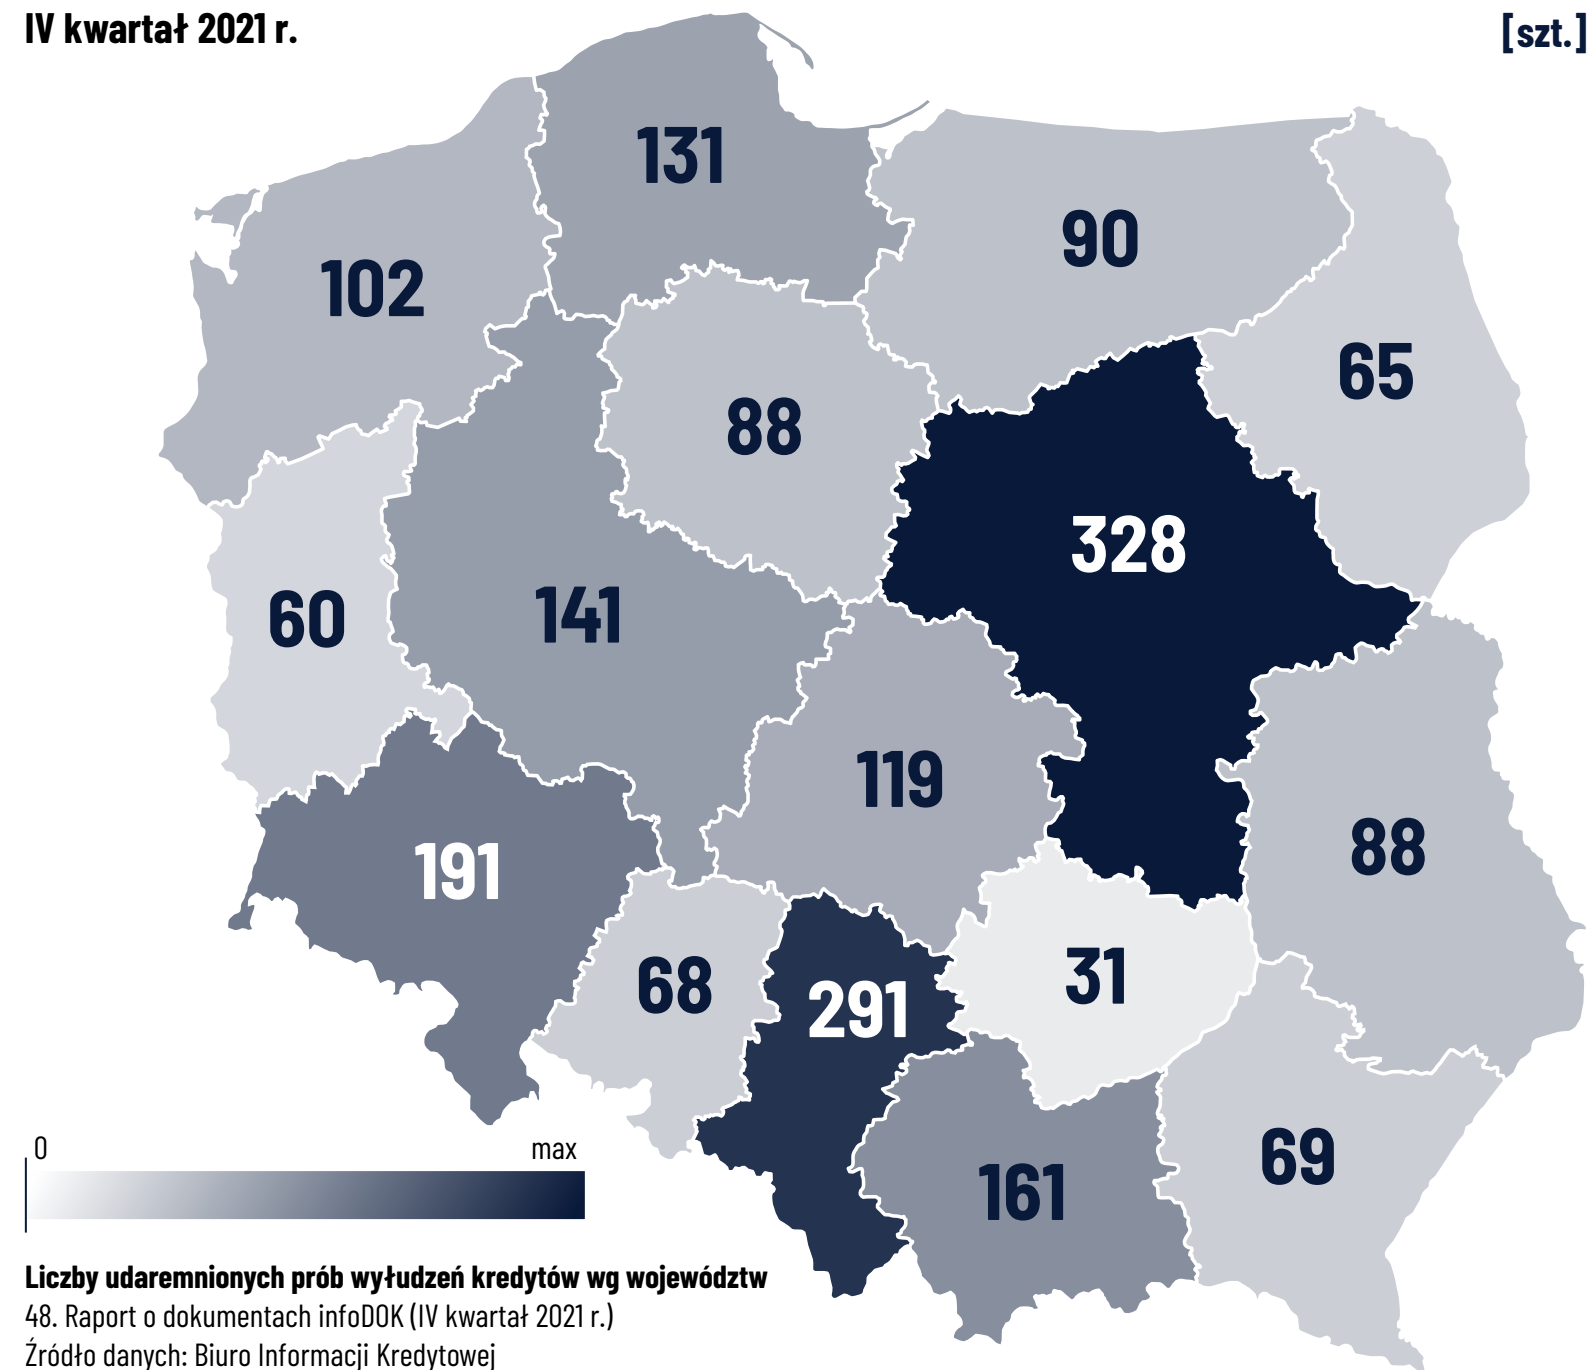 IV kwartał 2021 r.
[szt.]
131
90
102
65
88
328
60
141
119
191
88
68
291
31
69
161
0
max
Liczby udaremnionych prób wyłudzeń kredytów wg województw
48. Raport o dokumentach infoDOK (IV kwartał 2021 r.)
Źródło danych: Biuro Informacji Kredytowej